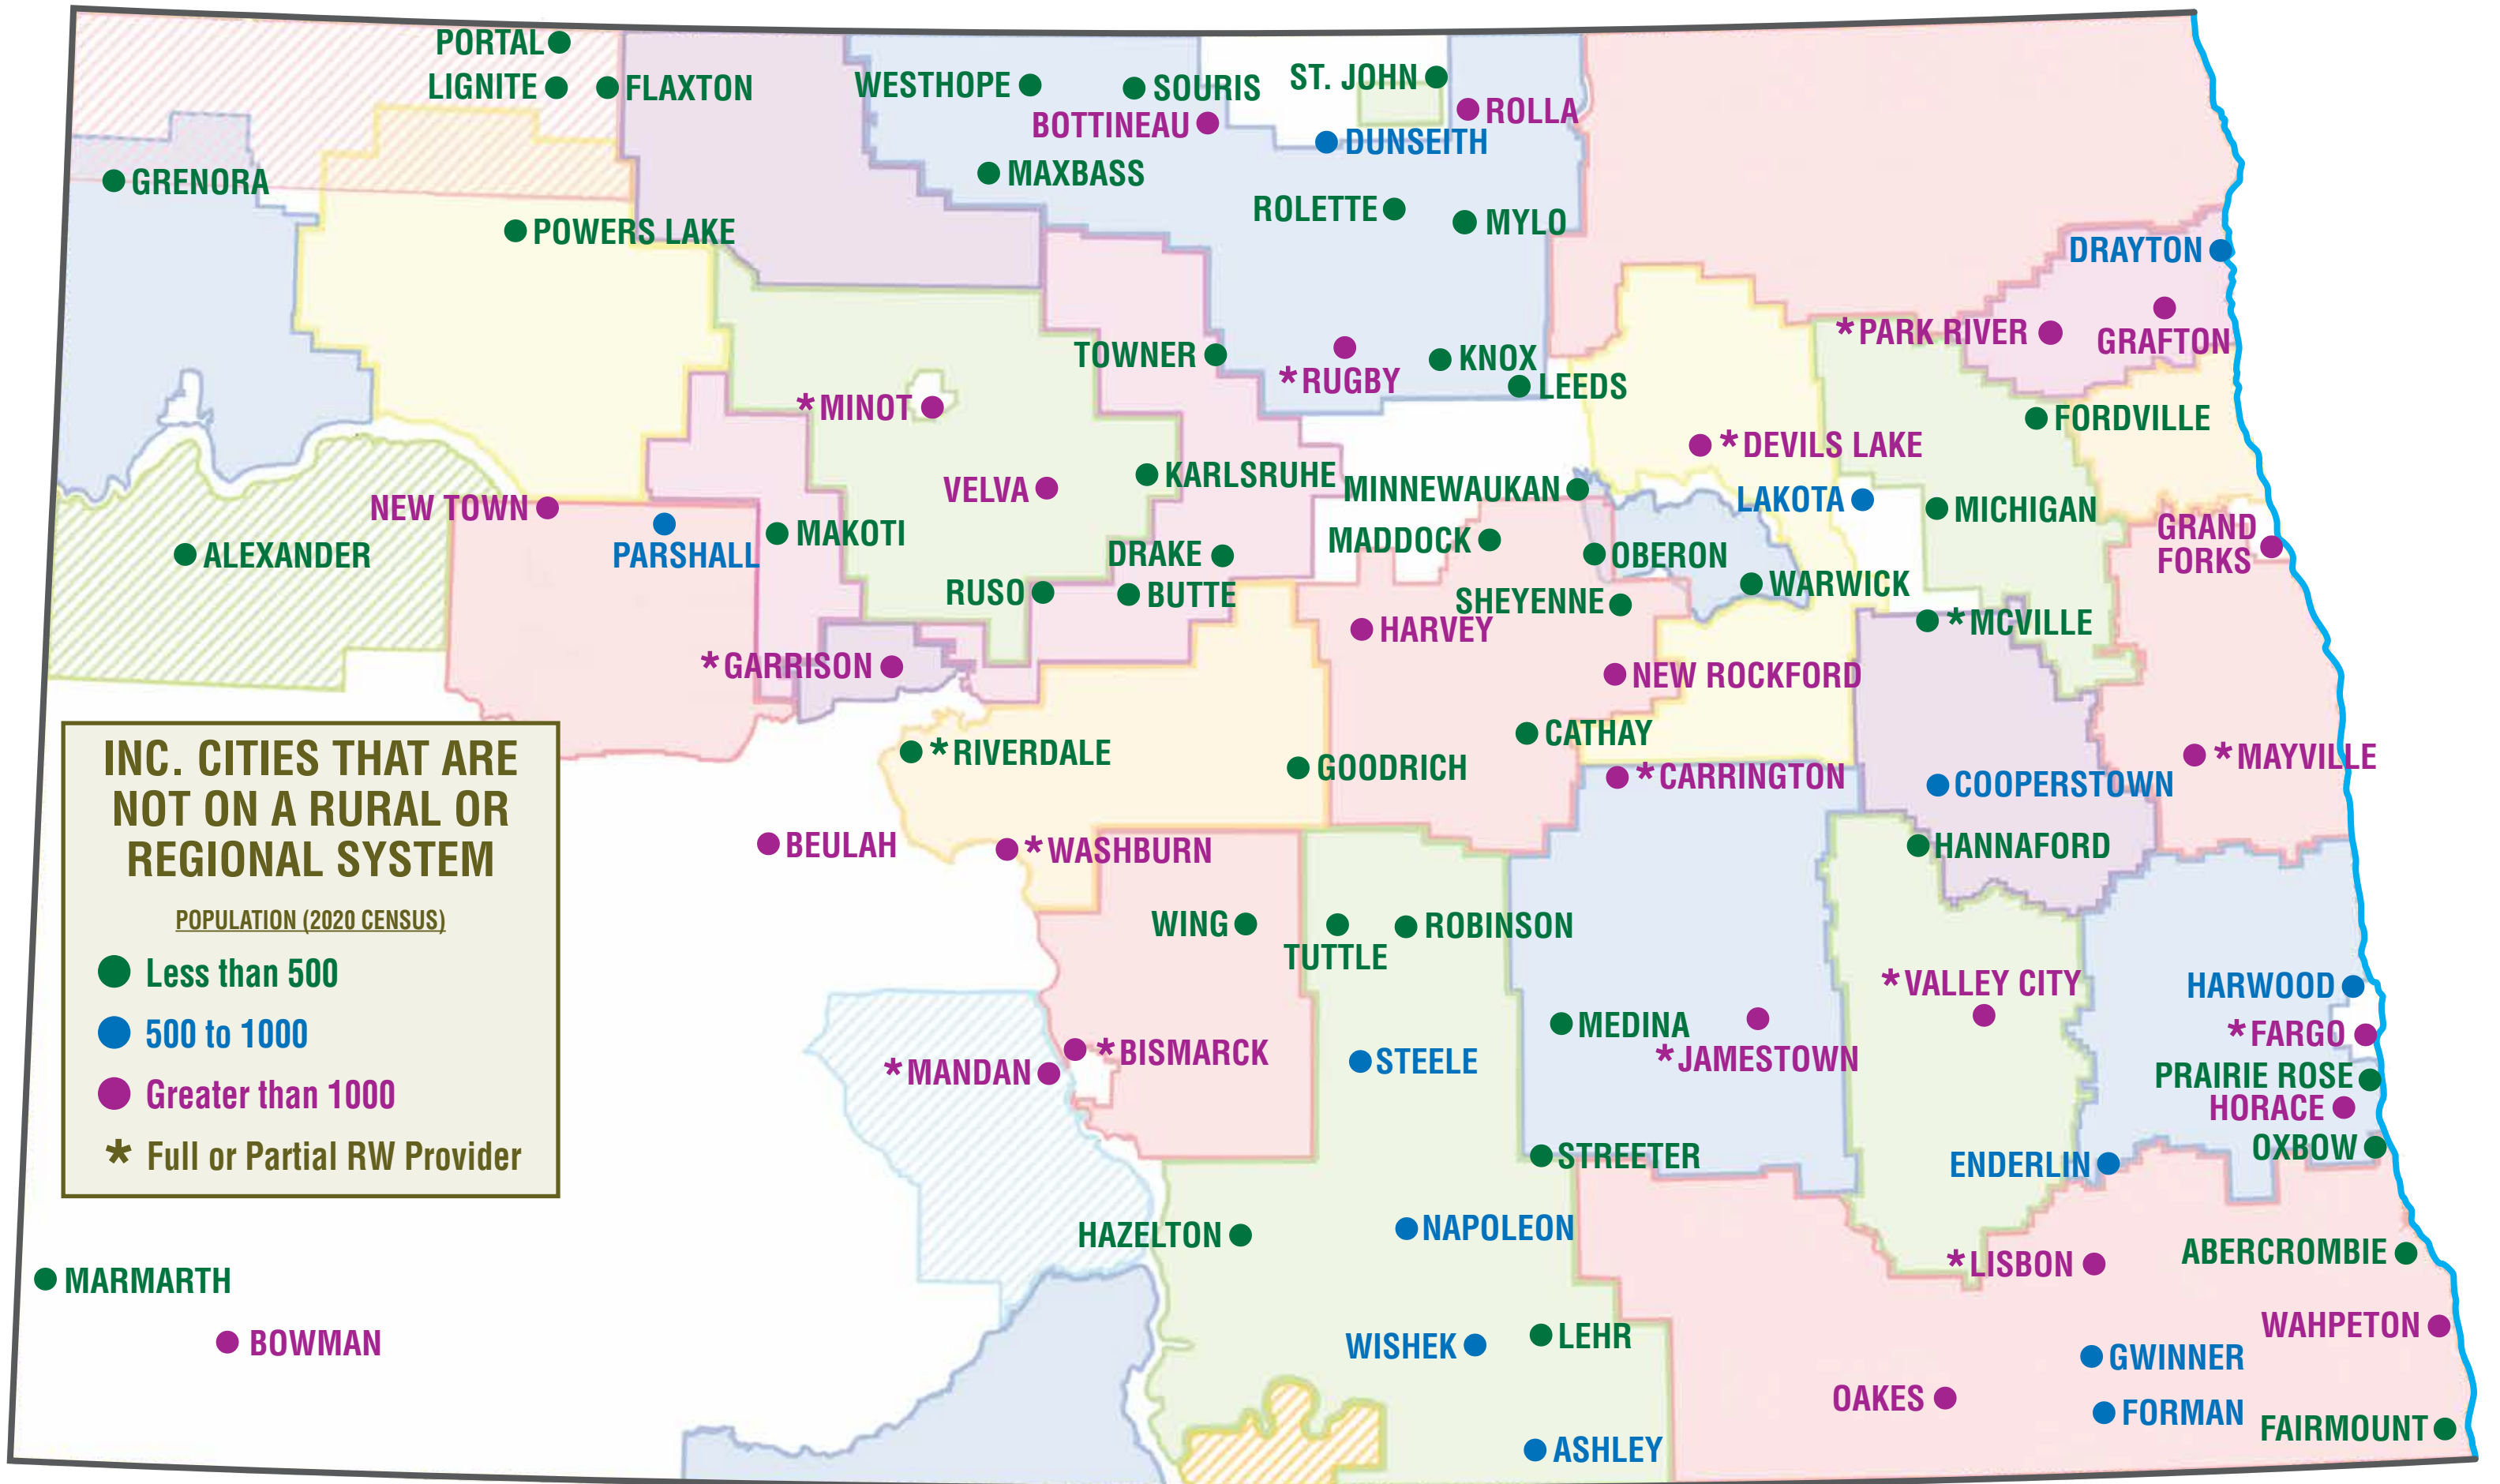 PORTAL
LIGNITE
FLAXTON
WESTHOPE
SOURIS
ST. JOHN
ROLLA
BOTTINEAU
DUNSEITH
GRENORA
MAXBASS
POWERS LAKE
ROLETTE
MYLO
DRAYTON
*PARK RIVER
GRAFTON
TOWNER
*RUGBY
KNOX
LEEDS
*MINOT
FORDVILLE
*DEVILS LAKE
NEW TOWN
VELVA
KARLSRUHE
MINNEWAUKAN
LAKOTA
MICHIGAN
GRAND
FORKS
ALEXANDER
PARSHALL
MAKOTI
DRAKE
MADDOCK
OBERON
WARWICK
RUSO
BUTTE
SHEYENNE
*MCVILLE
HARVEY
*GARRISON
NEW ROCKFORD
*RIVERDALE
GOODRICH
CATHAY
*CARRINGTON
COOPERSTOWN
*MAYVILLE
BEULAH
*WASHBURN
HANNAFORD
INC. CITIES THAT ARE
NOT ON A RURAL OR
REGIONAL SYSTEM
POPULATION (2020 CENSUS)
Less than 500
500 to 1000
Greater than 1000
* Full or Partial RW Provider
WING
TUTTLE
ROBINSON
*VALLEY CITY
HARWOOD
*FARGO
*MANDAN
*BISMARCK
STEELE
MEDINA
*JAMESTOWN
PRAIRIE ROSE
HORACE
OXBOW
STREETER
ENDERLIN
HAZELTON
NAPOLEON
*LISBON
ABERCROMBIE
MARMARTH
BOWMAN
WISHEK
LEHR
WAHPETON
GWINNER
OAKES
FORMAN
FAIRMOUNT
ASHLEY